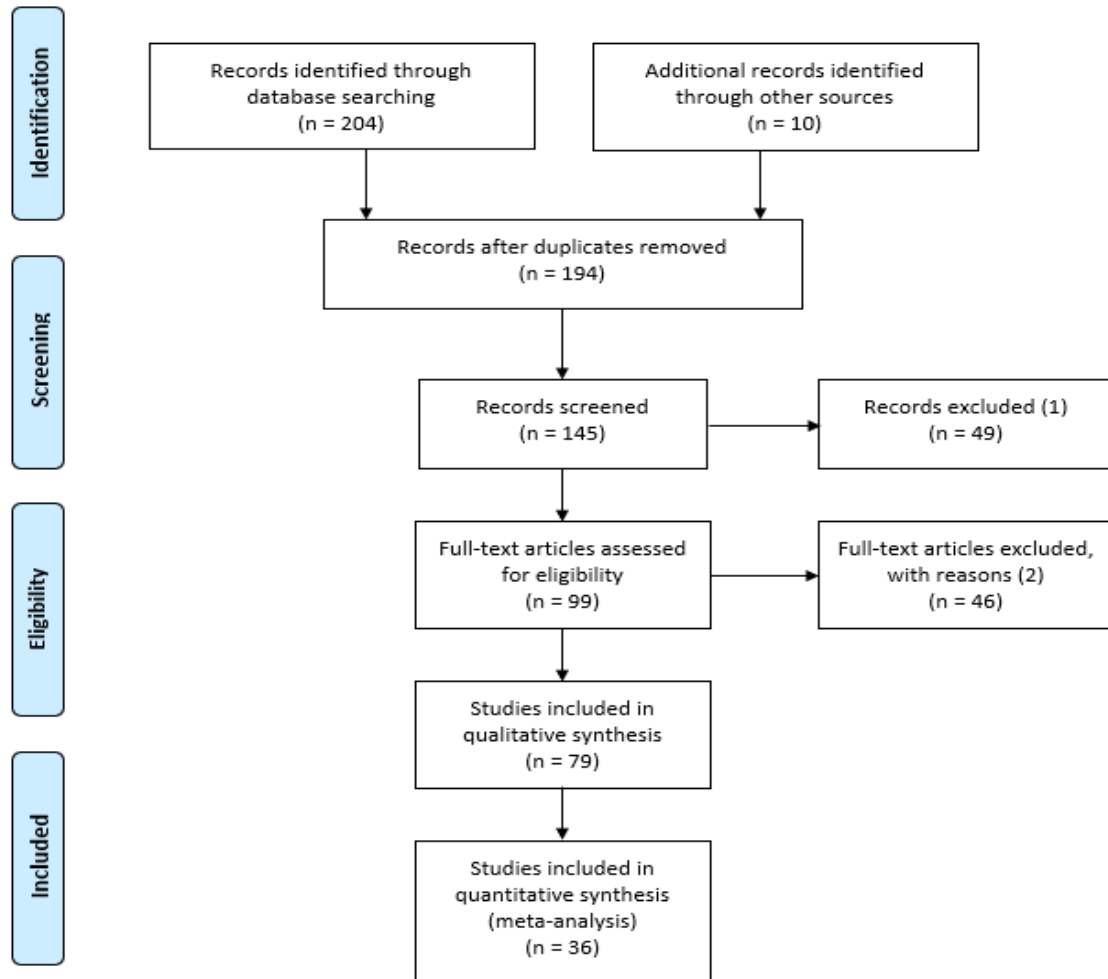 Identification
Records identified through
database searching
(n = 204)
Additional records identified
through other sources
(n = 10)
Records after duplicates removed
(n = 194)
Screening
Records screened
(n = 145)
Records excluded (1)
n = 49)
Eligibility
Full-text articles assessed
for eligibility
(n = 99)
Full-text articles excluded,
with reasons (2)
n = 46)
Studies included in
qualitative synthesis
(n = 79)
Included
Studies included in
quantitative synthesis
(meta-analysis)
(n = 36)